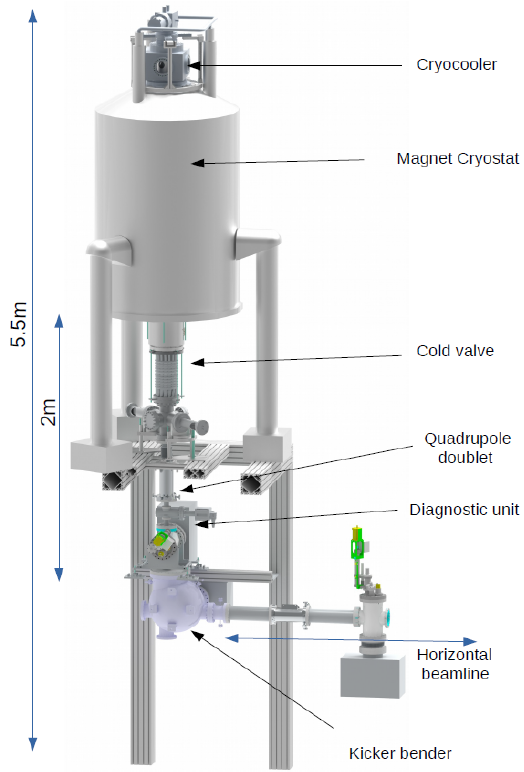 Cryocooler
Magnet Cryostat
5.5m
Cold valve
2m
Quadrupole
doublet
Diagnostic unit
Horizontal
beamline
Kicker bender